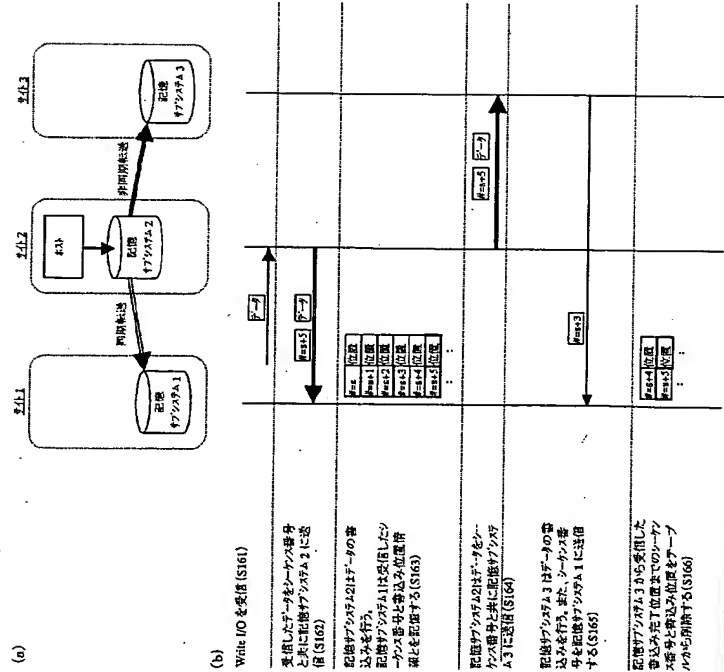 (a)
サイト1
サイト2
サイト3
ホスト
同期転送
非同期転送
記憶
サブシステム1
記憶
サブシステム2
記憶
サブシステム3
(b)
Write I/O を受信 (S161)
データ
受信したデータをシーケンス番号
と共に記憶サブシステム2に送
信 (S162)
#=s+5 データ
記憶サブシステム2はデータの書
込みを行う。
記憶サブシステム1は受信したシ
ーケンス番号と書込み位置情
報とを記憶する(S163)
#=s 位置
#=s+1 位置
#=s+2 位置
#=s+3 位置
#=s+4 位置
#=s+5 位置
記憶サブシステム2はデータをシー
ケンス番号と共に記憶サブシステ
ム3に送信 (S164)
#=s+5 データ
記憶サブシステム3はデータの書
込みを行う。また、シーケンス番
号を記憶サブシステム1に送信
する(S165)
#=s+3
記憶サブシステム3から受信した
書込み完了位置までのシーケン
ス番号と書込み位置をテーブ
ルから削除する(S166)
#=s+4 位置
#=s+5 位置